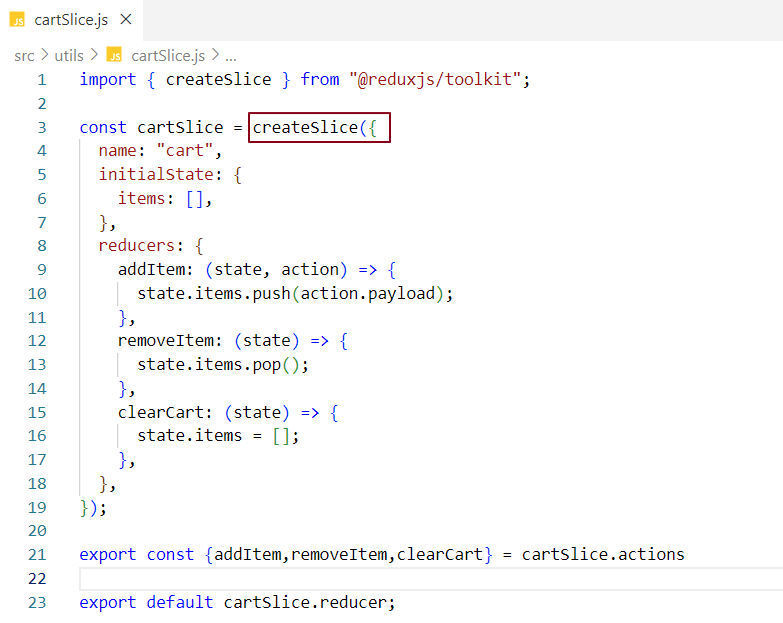 JS cartSlice.js ×
src > utils > JS cartSlice.js > ...
1 import { createSlice } from "@reduxjs/toolkit";
2
3 const cartSlice = createSlice({
4   name: "cart",
5   initialState: {
6     items: [],
7   },
8   reducers: {
9     addItem: (state, action) => {
10       state.items.push(action.payload);
11     },
12     removeItem: (state) => {
13       state.items.pop();
14     },
15     clearCart: (state) => {
16       state.items = [];
17     },
18   },
19 });
20
21 export const {addItem,removeItem,clearCart} = cartSlice.actions
22
23 export default cartSlice.reducer;